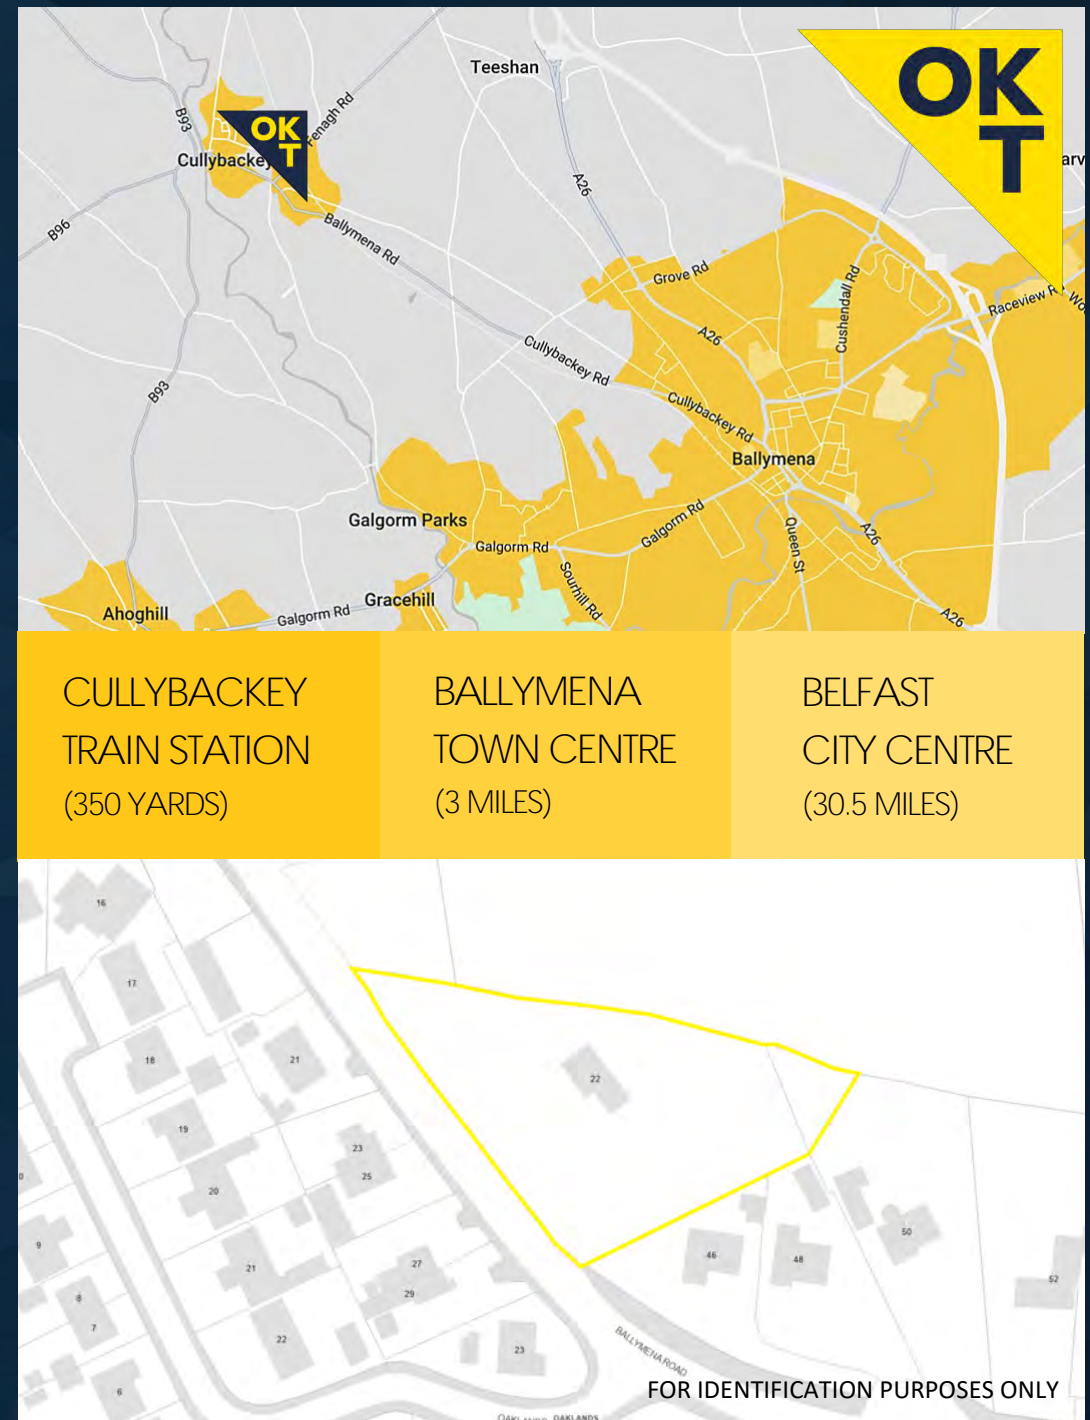 Teeshan
OK
T
B93
Fenagh Rd
OK
T
Cullybackey
A26
B96
Ballymena Rd
Grove Rd
Cushendall Rd
Raceview R
A26
Cullybackey Rd
B93
Cullybackey Rd
Ballymena
Galgorm Parks
Galgorm Rd
Galgorm Rd
Queen St
A26
Sourhill Rd
Gracehill
Ahoghill
Galgorm Rd
A26
CULLYBACKEY
TRAIN STATION
(350 YARDS)
BALLYMENA
TOWN CENTRE
(3 MILES)
BELFAST
CITY CENTRE
(30.5 MILES)
16
17
18
21
22
19
23
25
20
50
9
46
48
21
27
52
29
8
7
22
23
BALLYMENA ROAD
6
FOR IDENTIFICATION PURPOSES ONLY
OAKLANDS OAKLANDS